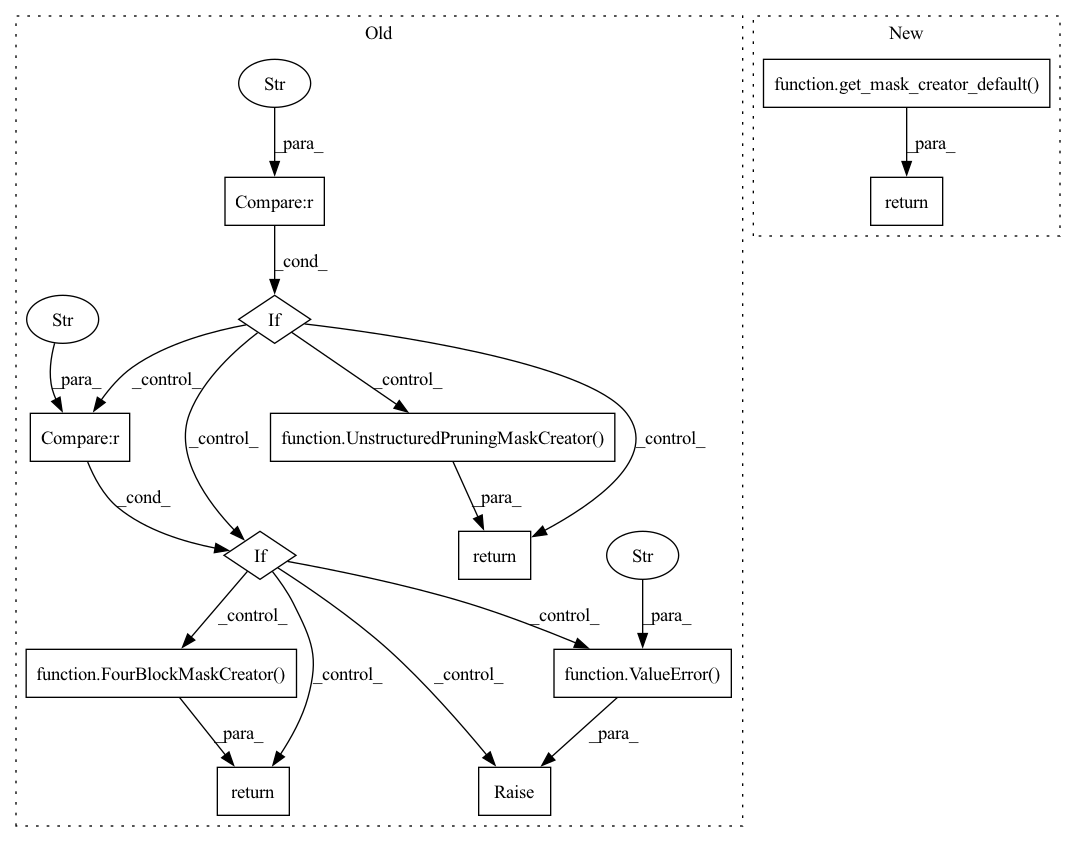 Old
New
Str
function.get_mask_creator_default()
_para_
_para_
Compare:r
return
_cond_
Str
If
_para_
_control_
_control_
Compare:r
_control_
function.UnstructuredPruningMaskCreator()
_control_
_cond_
_para_
If
return
Str
_control_
_control_
_para_
function.FourBlockMaskCreator()
_control_
_control_
function.ValueError()
_para_
_para_
return
Raise